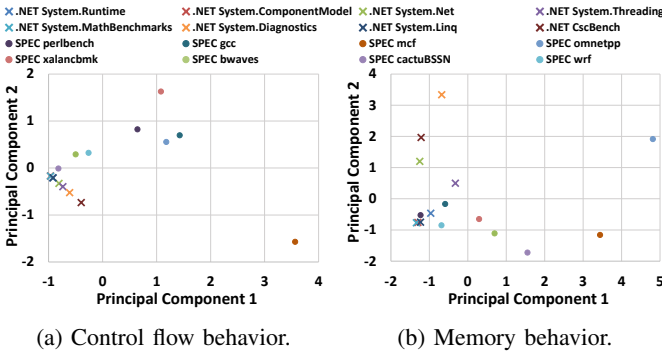 .NET System.Runtime .NET System.ComponentModel .NET System.Net .NET System.Threading
.NET System.MathBenchmarks .NET System.Diagnostics .NET System.Linq .NET CscBench
SPEC perlbench SPEC gcc SPEC mcf SPEC omnetpp
SPEC xalancbmk SPEC bwaves SPEC cactuBSSN SPEC wrf
Principal Component 2
2
1
0
-1
-2
-1 0 1 2 3 4
Principal Component 1
Principal Component 2
4
3
2
1
0
-1
-2
-2 -1 0 1 2 3 4 5
Principal Component 1
(a) Control flow behavior.
(b) Memory behavior.